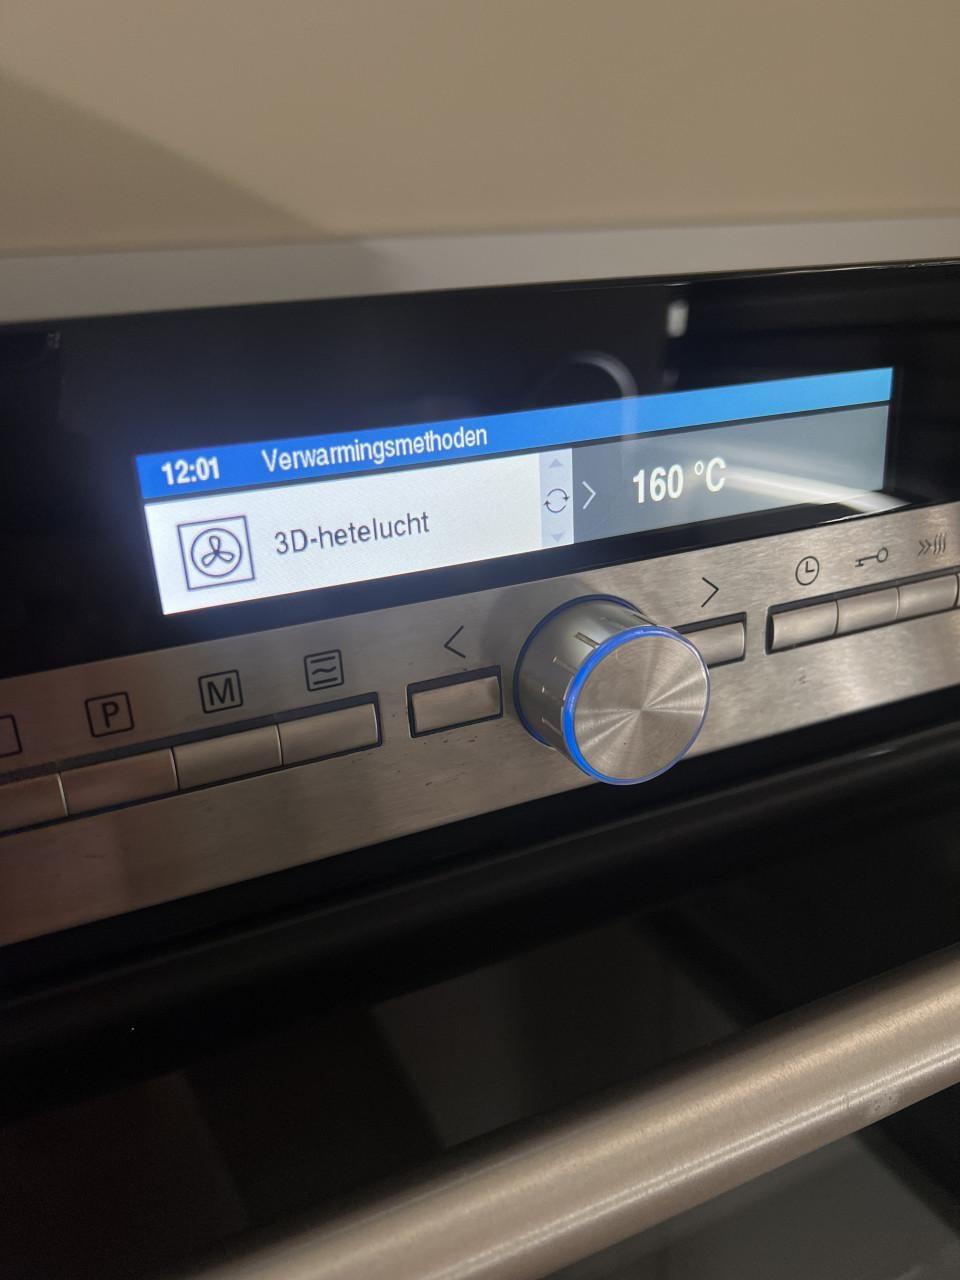 12:01 Verwarmingsmethoden
3D-hetelucht
160 °C
P M